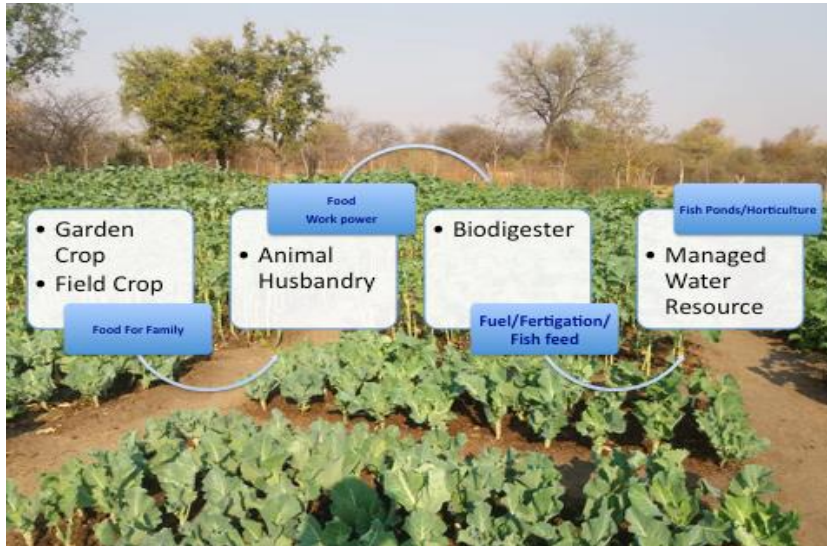 • Garden
Crop
• Field Crop
Food For Family
Food
Work power
• Animal
Husbandry
• Biodigester
Fuel/Fertigation/
Fish feed
Fish Ponds/Horticulture
• Managed
Water
Resource